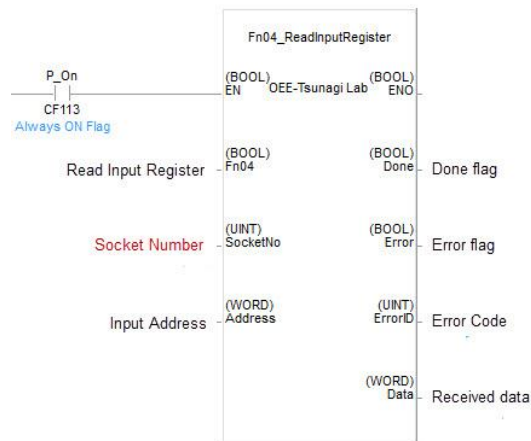 Fn04_ReadInputRegister
P_On
(BOOL) OEE-Tsunagi Lab (BOOL)
EN ENO
CF113
Always ON Flag
(BOOL) (BOOL)
Read Input Register Fn04 Done Done flag
(UINT) (BOOL)
Socket Number SocketNo Error Error flag
(WORD) (UINT)
Input Address Address ErrorID Error Code
(WORD)
Data Received data